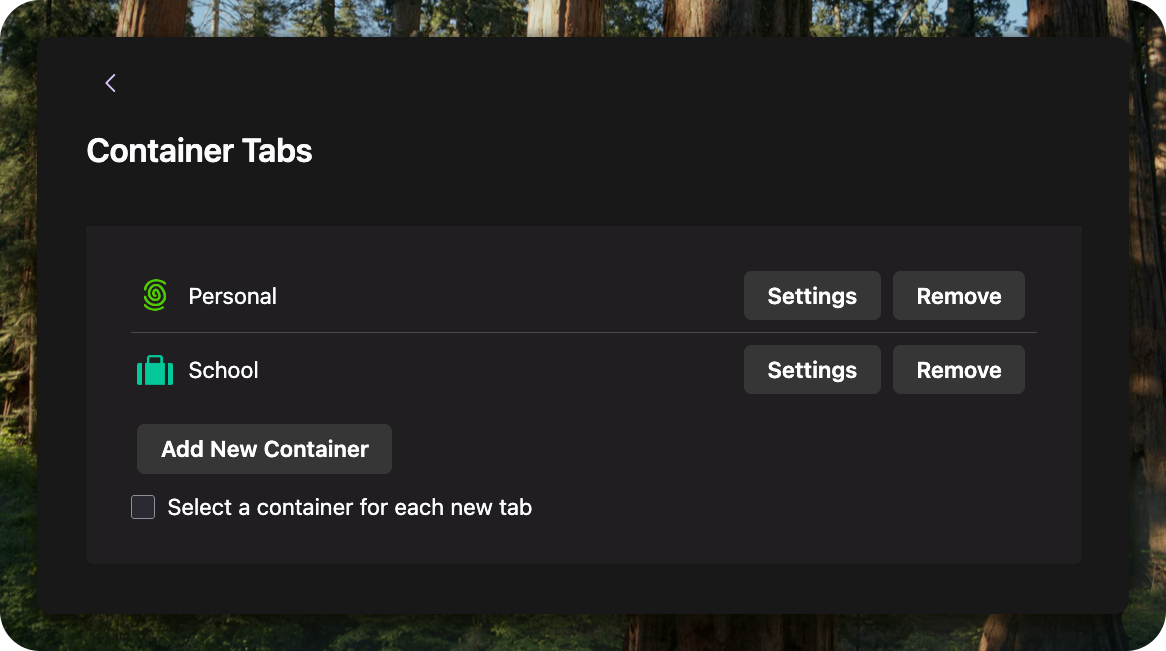 Container Tabs
Personal Settings Remove
School Settings Remove
Add New Container
Select a container for each new tab